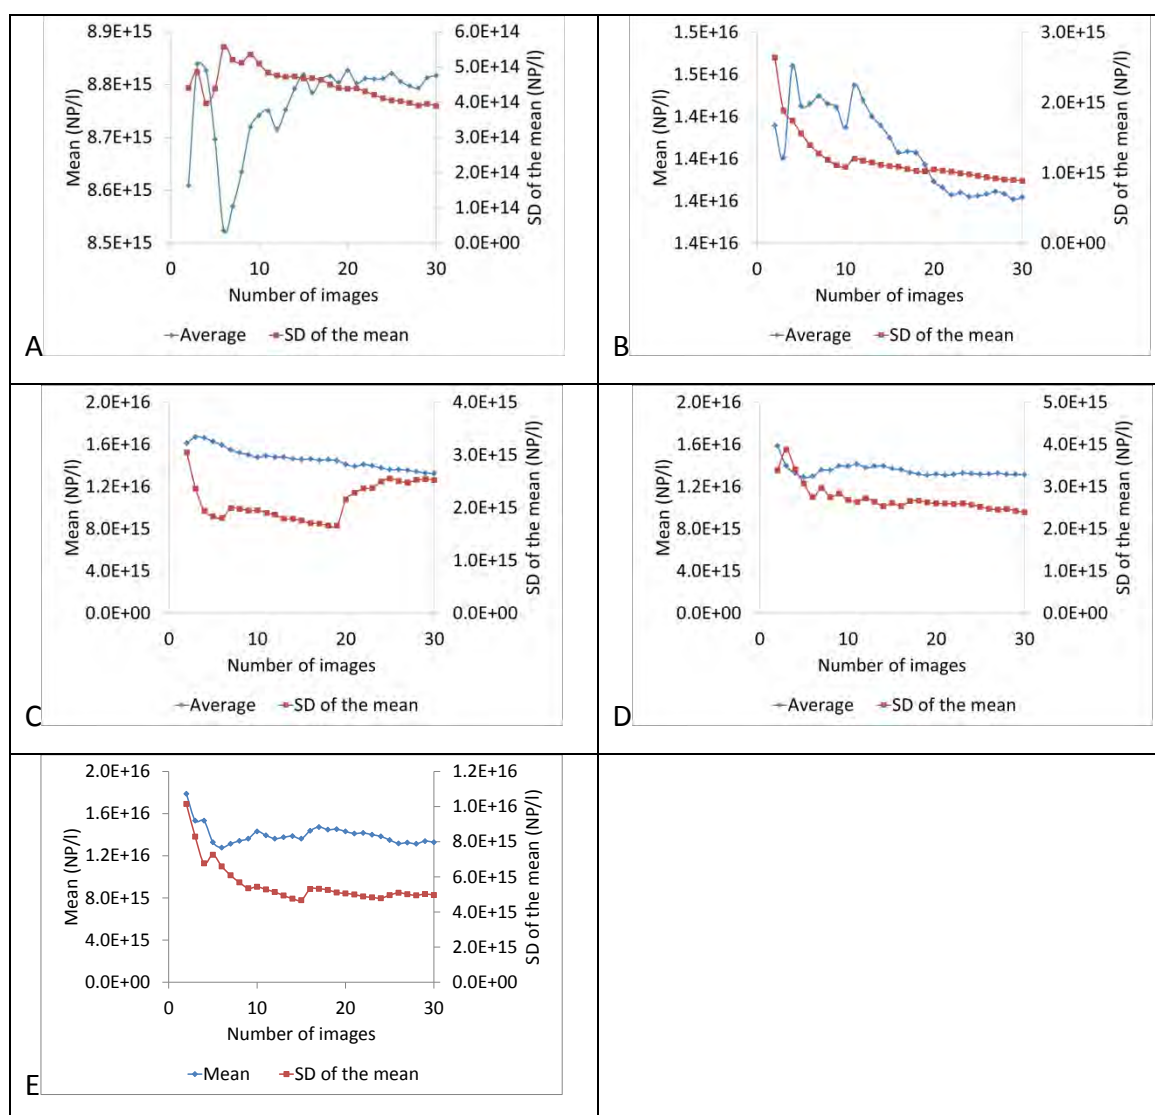 Mean (NP/l)
8.9E+15
8.8E+15
8.7E+15
8.6E+15
8.5E+15
6.0E+14
5.0E+14
4.0E+14
3.0E+14
2.0E+14
1.0E+14
0.0E+00
SD of the mean (NP/l)
0 10 20 30
Number of images
Average SD of the mean
A
Mean (NP/l)
1.5E+16
1.5E+16
1.4E+16
1.4E+16
1.4E+16
1.4E+16
3.0E+15
2.0E+15
1.0E+15
0.0E+00
SD of the mean (NP/l)
0 10 20 30
Number of images
Average SD of the mean
B
Mean (NP/l)
2.0E+16
1.6E+16
1.2E+16
8.0E+15
4.0E+15
0.0E+00
4.0E+15
3.0E+15
2.0E+15
1.0E+15
0.0E+00
SD of the mean (NP/l)
0 10 20 30
Number of images
Average SD of the mean
C
Mean (NP/l)
2.0E+16
1.6E+16
1.2E+16
8.0E+15
4.0E+15
0.0E+00
5.0E+15
4.0E+15
3.0E+15
2.0E+15
1.0E+15
0.0E+00
SD of the mean (NP/l)
0 10 20 30
Number of images
Average SD of the mean
D
Mean (NP/l)
2.0E+16
1.6E+16
1.2E+16
8.0E+15
4.0E+15
0.0E+00
1.2E+16
1.0E+16
8.0E+15
6.0E+15
4.0E+15
2.0E+15
0.0E+00
SD of the mean (NP/l)
0 10 20 30
Number of images
Mean SD of the mean
E